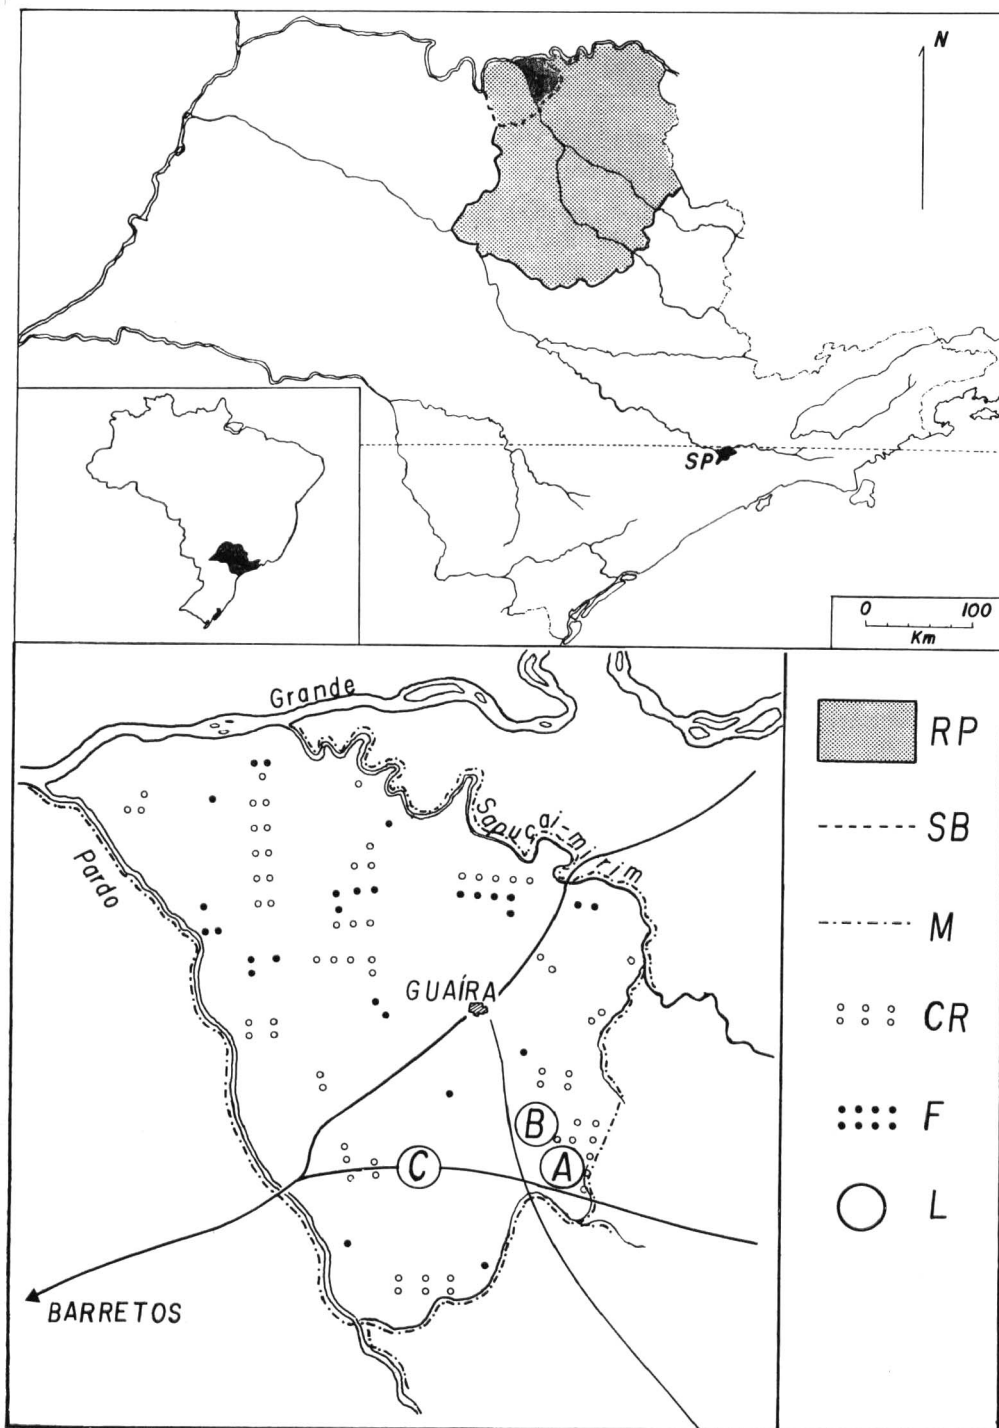 N
SP
0 100
Km
Grande
Sapucaí-mirim
Pardo
GUAÍRA
B
A
C
BARRETOS
RP
SB
M
CR
F
L